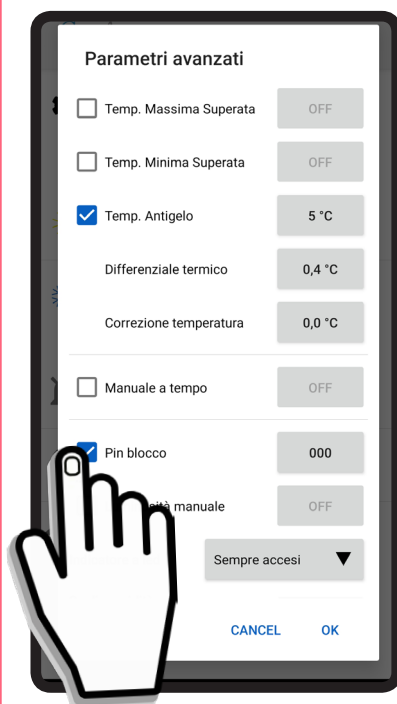 Parametri avanzati
Temp. Massima Superata OFF
Temp. Minima Superata OFF
Temp. Antigelo 5 °C
Differenziale termico 0,4 °C
Correzione temperatura 0,0 °C
Manuale a tempo OFF
Pin blocco 000
manuale OFF
Sempre accesi
CANCEL OK